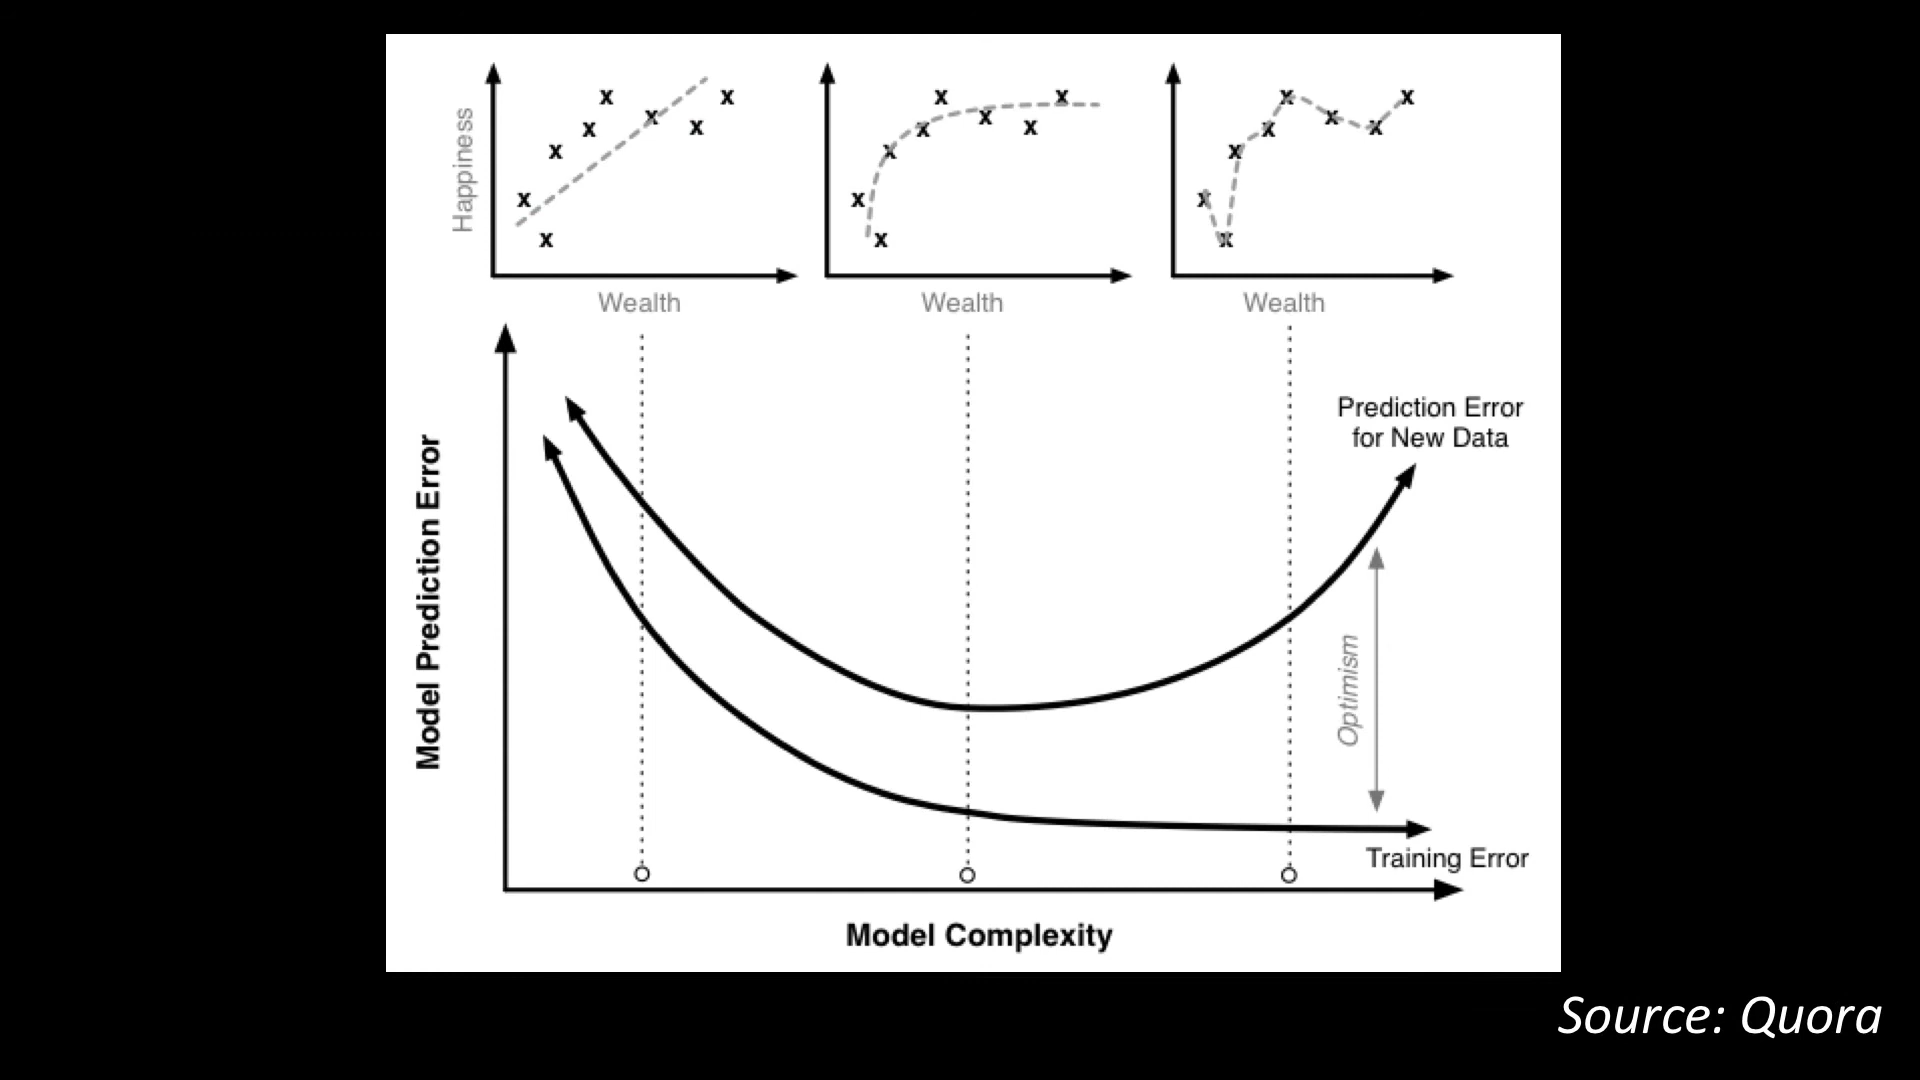 Happiness
Wealth
Wealth
Wealth
Prediction Error
for New Data
Model Prediction Error
Optimism
Training Error
Model Complexity
Source: Quora